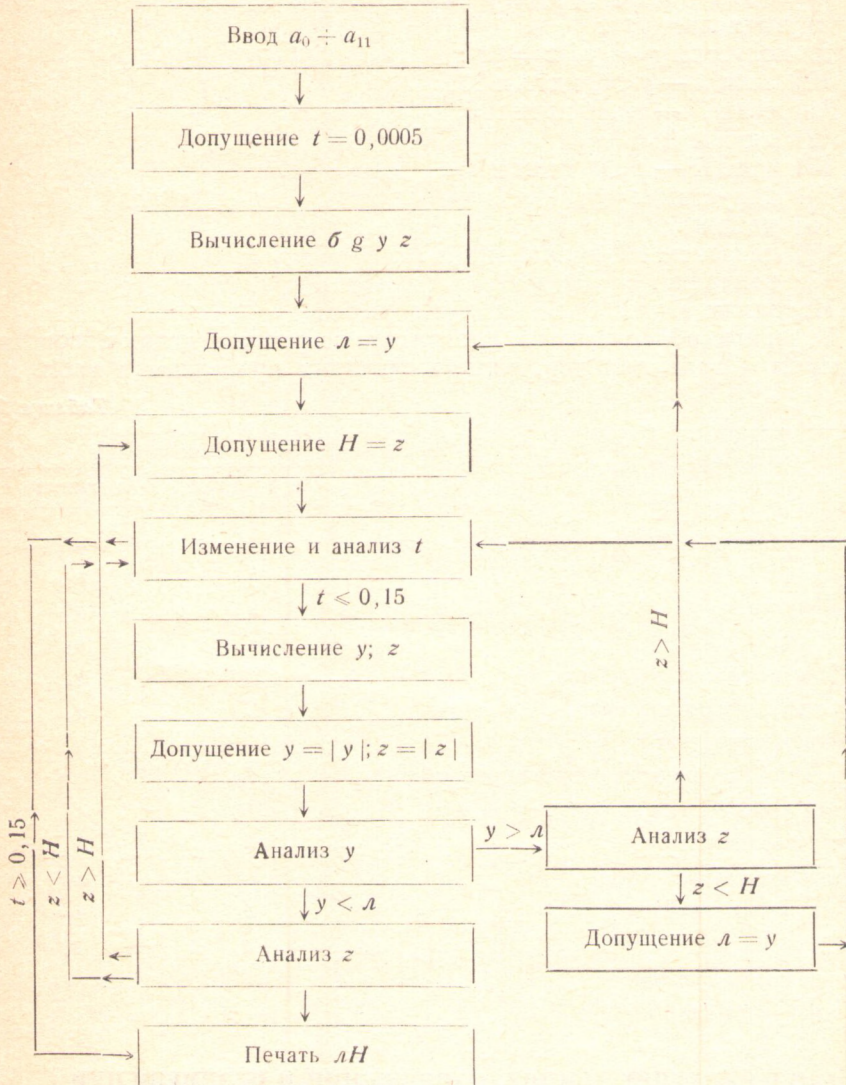 Ввод a₀ ÷ a₁₁
Допущение t = 0,0005
Вычисление б g y z
Допущение л = y
Допущение H = z
Изменение и анализ t
t ⩽ 0,15
Вычисление y; z
z > H
Допущение y = | y |; z = | z |
t ⩾ 0,15
z < H
z > H
Анализ y
y > л
Анализ z
y < л
z < H
Анализ z
Допущение л = y
Печать лH